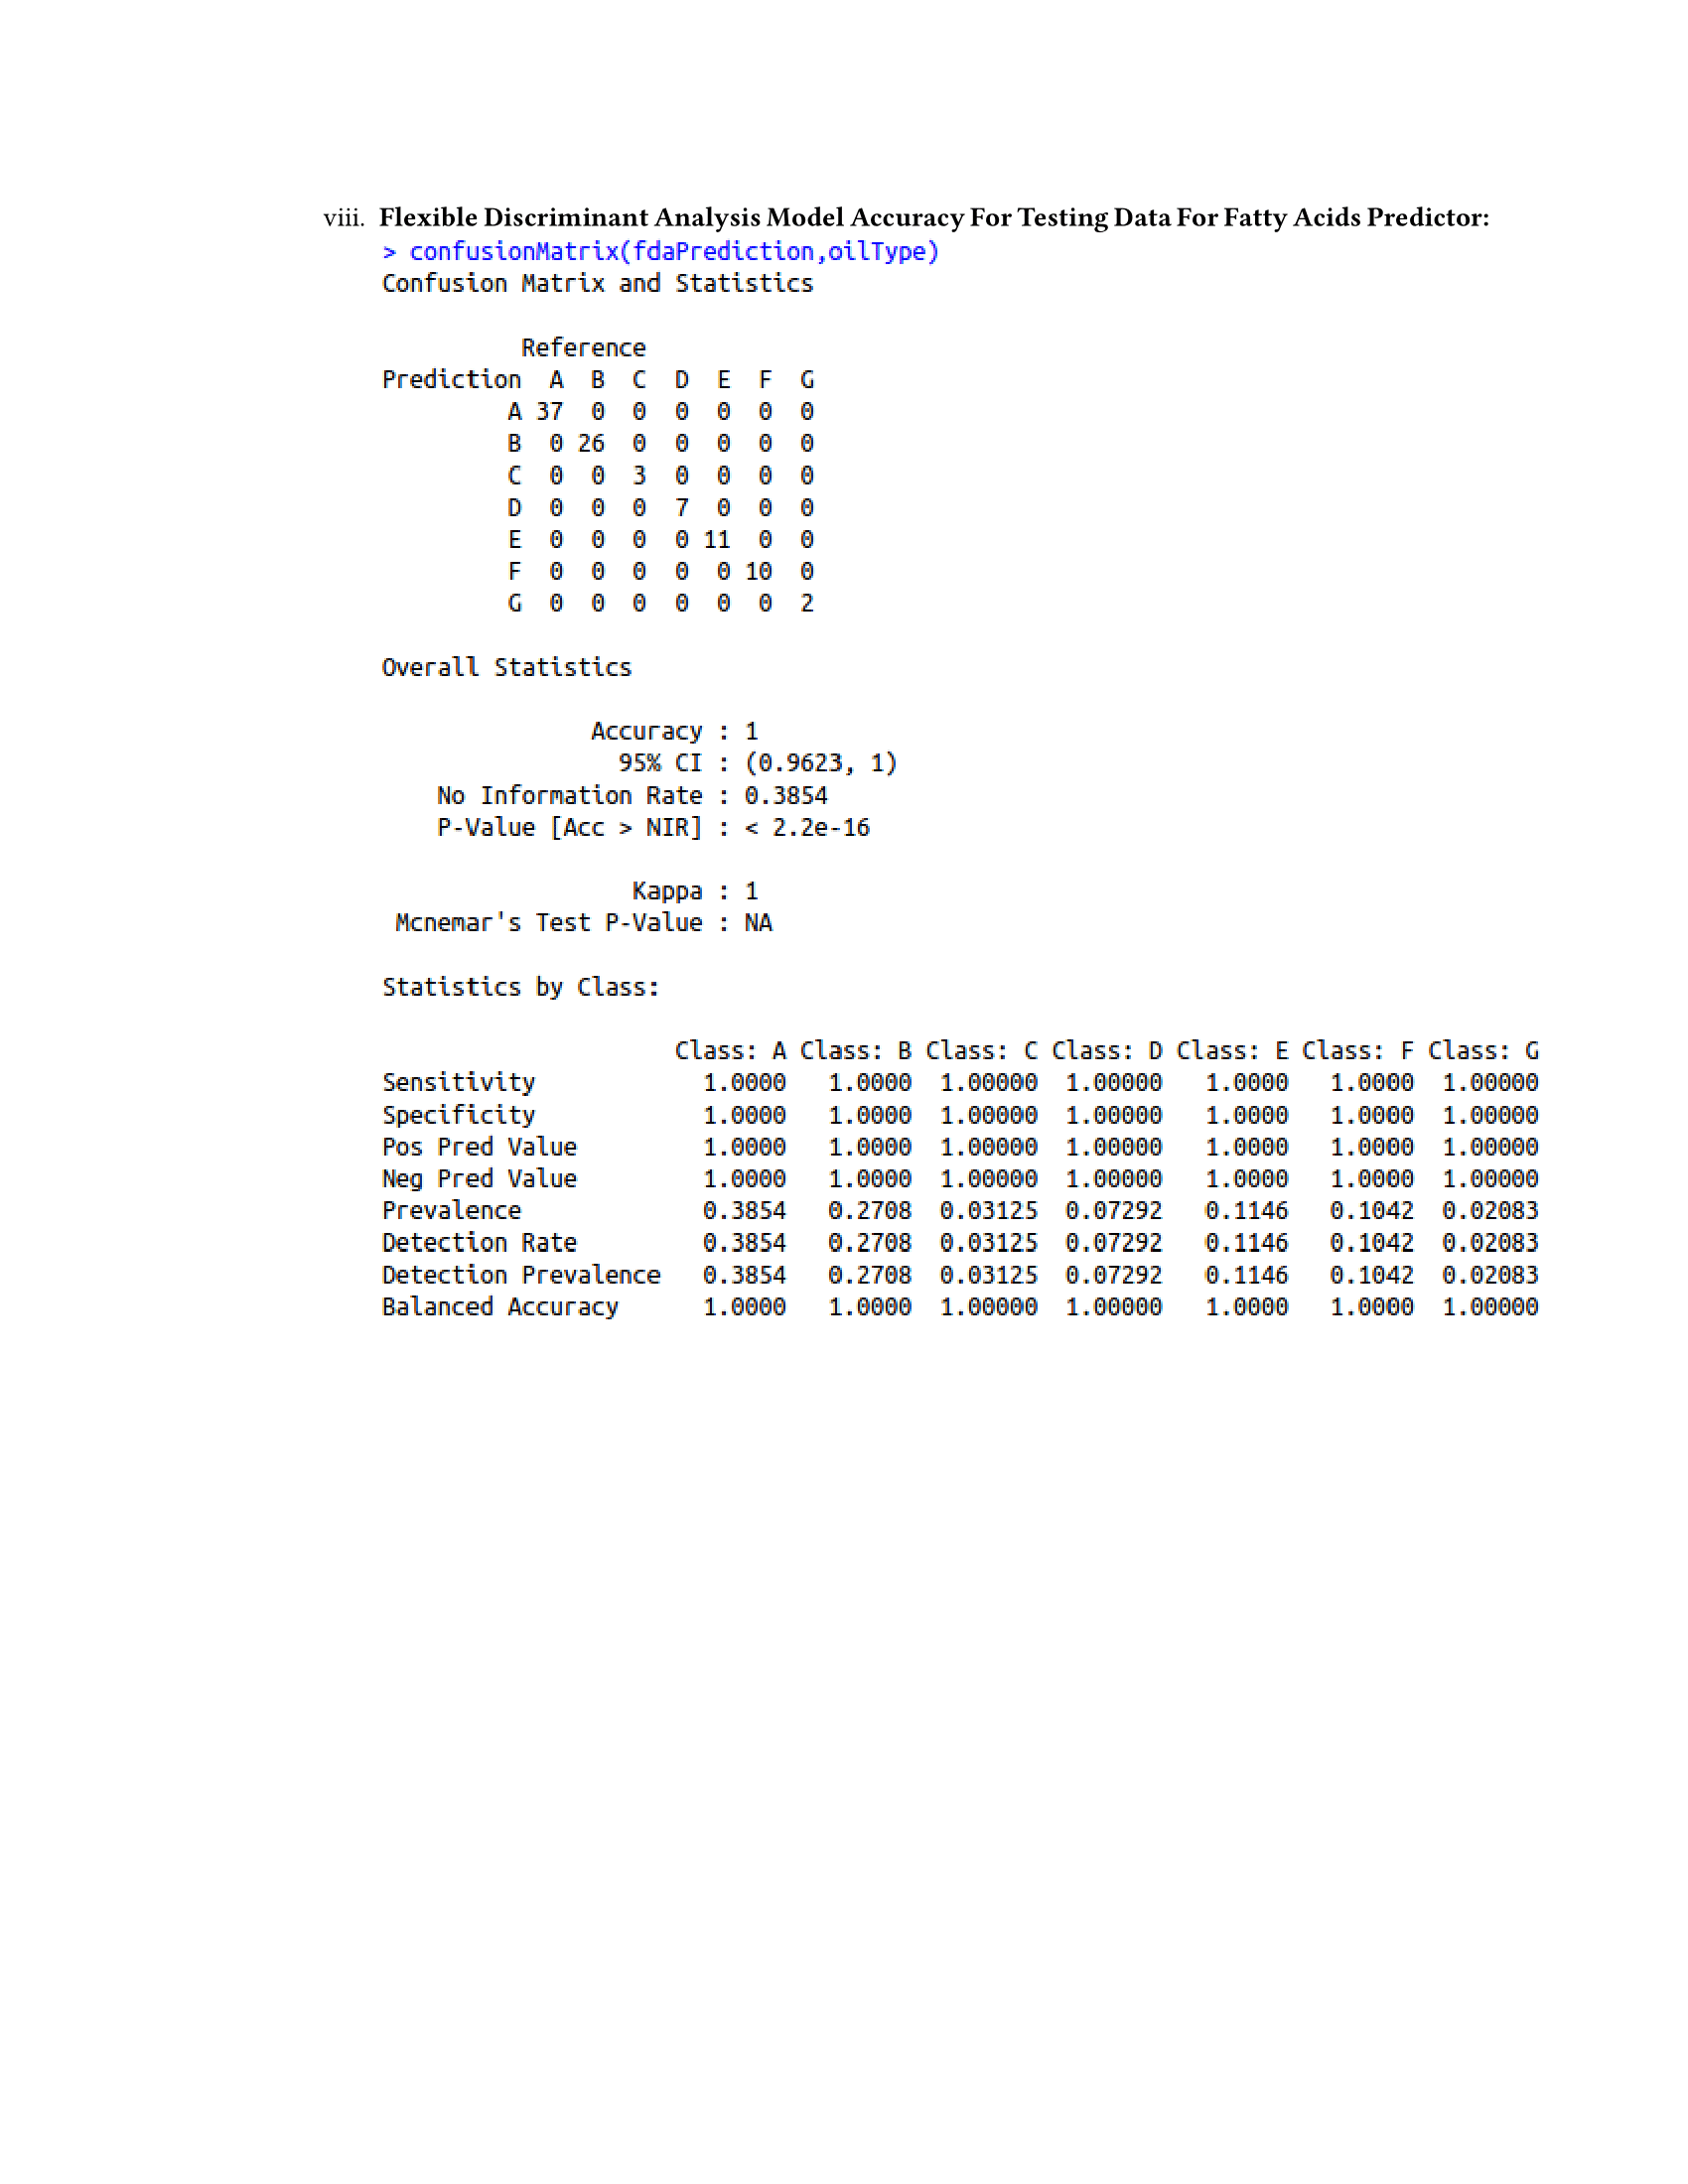 viii. Flexible Discriminant Analysis Model Accuracy For Testing Data For Fatty Acids Predictor:
> confusionMatrix(fdaPrediction,oilType)
Confusion Matrix and Statistics
Reference
Prediction A B C D E F G
A 37 0 0 0 0 0 0
B 0 26 0 0 0 0 0
C 0 0 3 0 0 0 0
D 0 0 0 7 0 0 0
E 0 0 0 0 11 0 0
F 0 0 0 0 0 10 0
G 0 0 0 0 0 0 2
Overall Statistics
Accuracy : 1
95% CI : (0.9623, 1)
No Information Rate : 0.3854
P-Value [Acc > NIR] : < 2.2e-16
Kappa : 1
Mcnemar's Test P-Value : NA
Statistics by Class:
Class: A Class: B Class: C Class: D Class: E Class: F Class: G
Sensitivity 1.0000 1.0000 1.00000 1.00000 1.0000 1.0000 1.00000
Specificity 1.0000 1.0000 1.00000 1.00000 1.0000 1.0000 1.00000
Pos Pred Value 1.0000 1.0000 1.00000 1.00000 1.0000 1.0000 1.00000
Neg Pred Value 1.0000 1.0000 1.00000 1.00000 1.0000 1.0000 1.00000
Prevalence 0.3854 0.2708 0.03125 0.07292 0.1146 0.1042 0.02083
Detection Rate 0.3854 0.2708 0.03125 0.07292 0.1146 0.1042 0.02083
Detection Prevalence 0.3854 0.2708 0.03125 0.07292 0.1146 0.1042 0.02083
Balanced Accuracy 1.0000 1.0000 1.00000 1.00000 1.0000 1.0000 1.00000